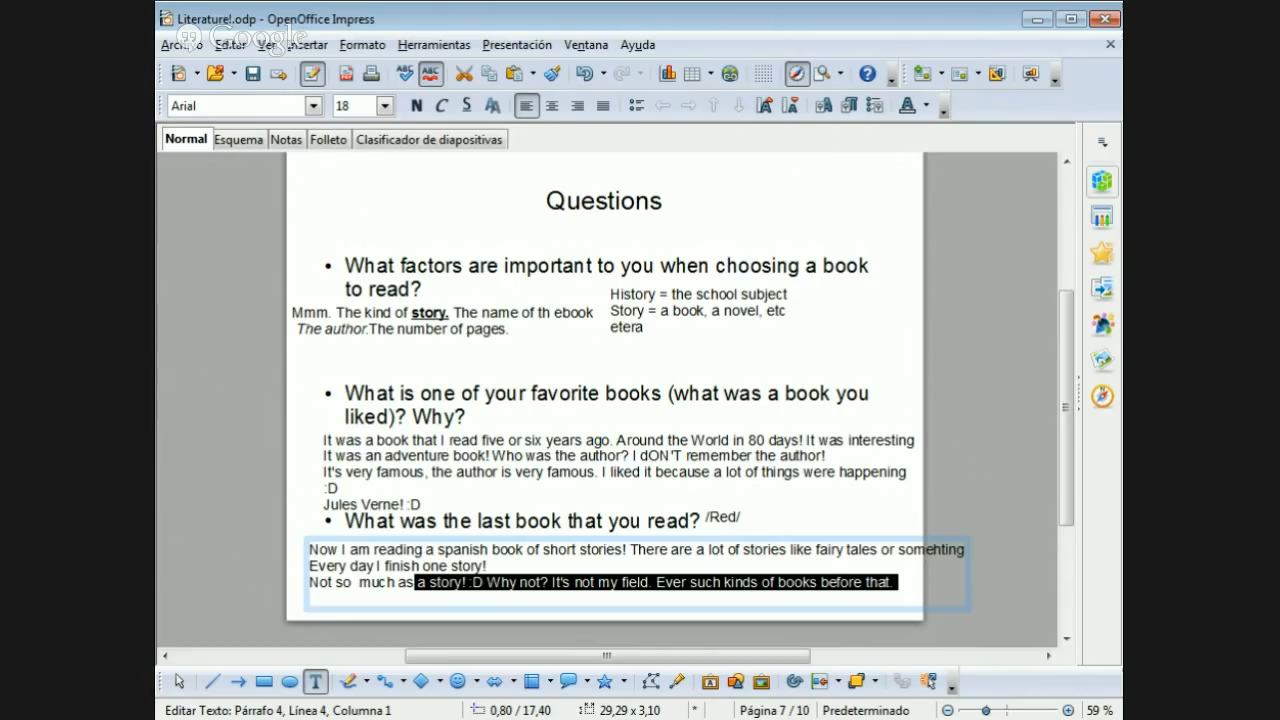 Literature!.odp - OpenOffice Impress
Google
Archivo Editar Ver Insertar Formato Herramientas Presentación Ventana Ayuda
Arial 18 N C S
Normal Esquema Notas Folleto Clasificador de diapositivas
Questions
• What factors are important to you when choosing a book
to read?
Mmm. The kind of story. The name of th ebook
The author.The number of pages.
History = the school subject
Story = a book, a novel, etc
etera
• What is one of your favorite books (what was a book you
liked)? Why?
It was a book that I read five or six years ago. Around the World in 80 days! It was interesting
It was an adventure book! Who was the author? I dON'T remember the author!
It's very famous, the author is very famous. I liked it because a lot of things were happening
:D
Jules Verne! :D
• What was the last book that you read? /Red/
Now I am reading a spanish book of short stories! There are a lot of stories like fairy tales or somehting
Every day I finish one story!
Not so much as a story! :D Why not? It's not my field. Ever such kinds of books before that.
Editar Texto: Párrafo 4, Línea 4, Columna 1 0,80 / 17,40 29,29 x 3,10 * Página 7 / 10 Predeterminado 59 %